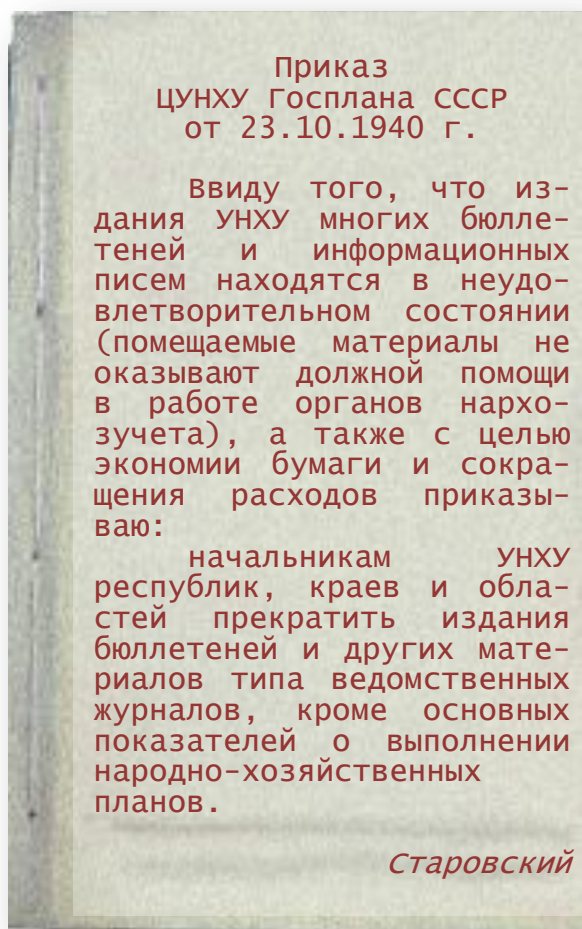 Приказ
ЦУНХУ Госплана СССР
от 23.10.1940 г.
Ввиду того, что из-
дания УНХУ многих бюлле-
теней и информационных
писем находятся в неудо-
влетворительном состоянии
(помещаемые материалы не
оказывают должной помощи
в работе органов нархо-
зучета), а также с целью
экономии бумаги и сокра-
щения расходов приказы-
ваю:
начальникам УНХУ
республик, краев и обла-
стей прекратить издания
бюллетеней и других мате-
риалов типа ведомственных
журналов, кроме основных
показателей о выполнении
народно-хозяйственных
планов.
Старовский